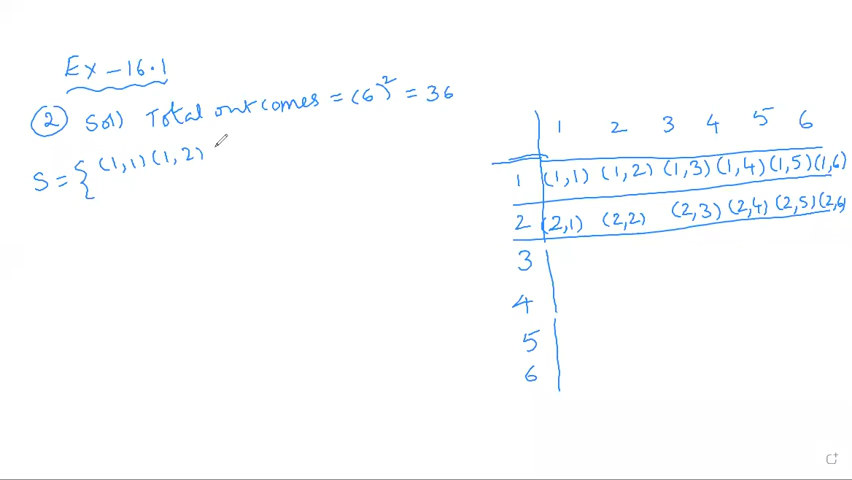 Ex - 16.1
② Sol) Total outcomes = (6)² = 36
S = { (1,1) (1,2)
1 2 3 4 5 6
1 (1,1) (1,2) (1,3) (1,4) (1,5) (1,6)
2 (2,1) (2,2) (2,3) (2,4) (2,5) (2,6)
3
4
5
6